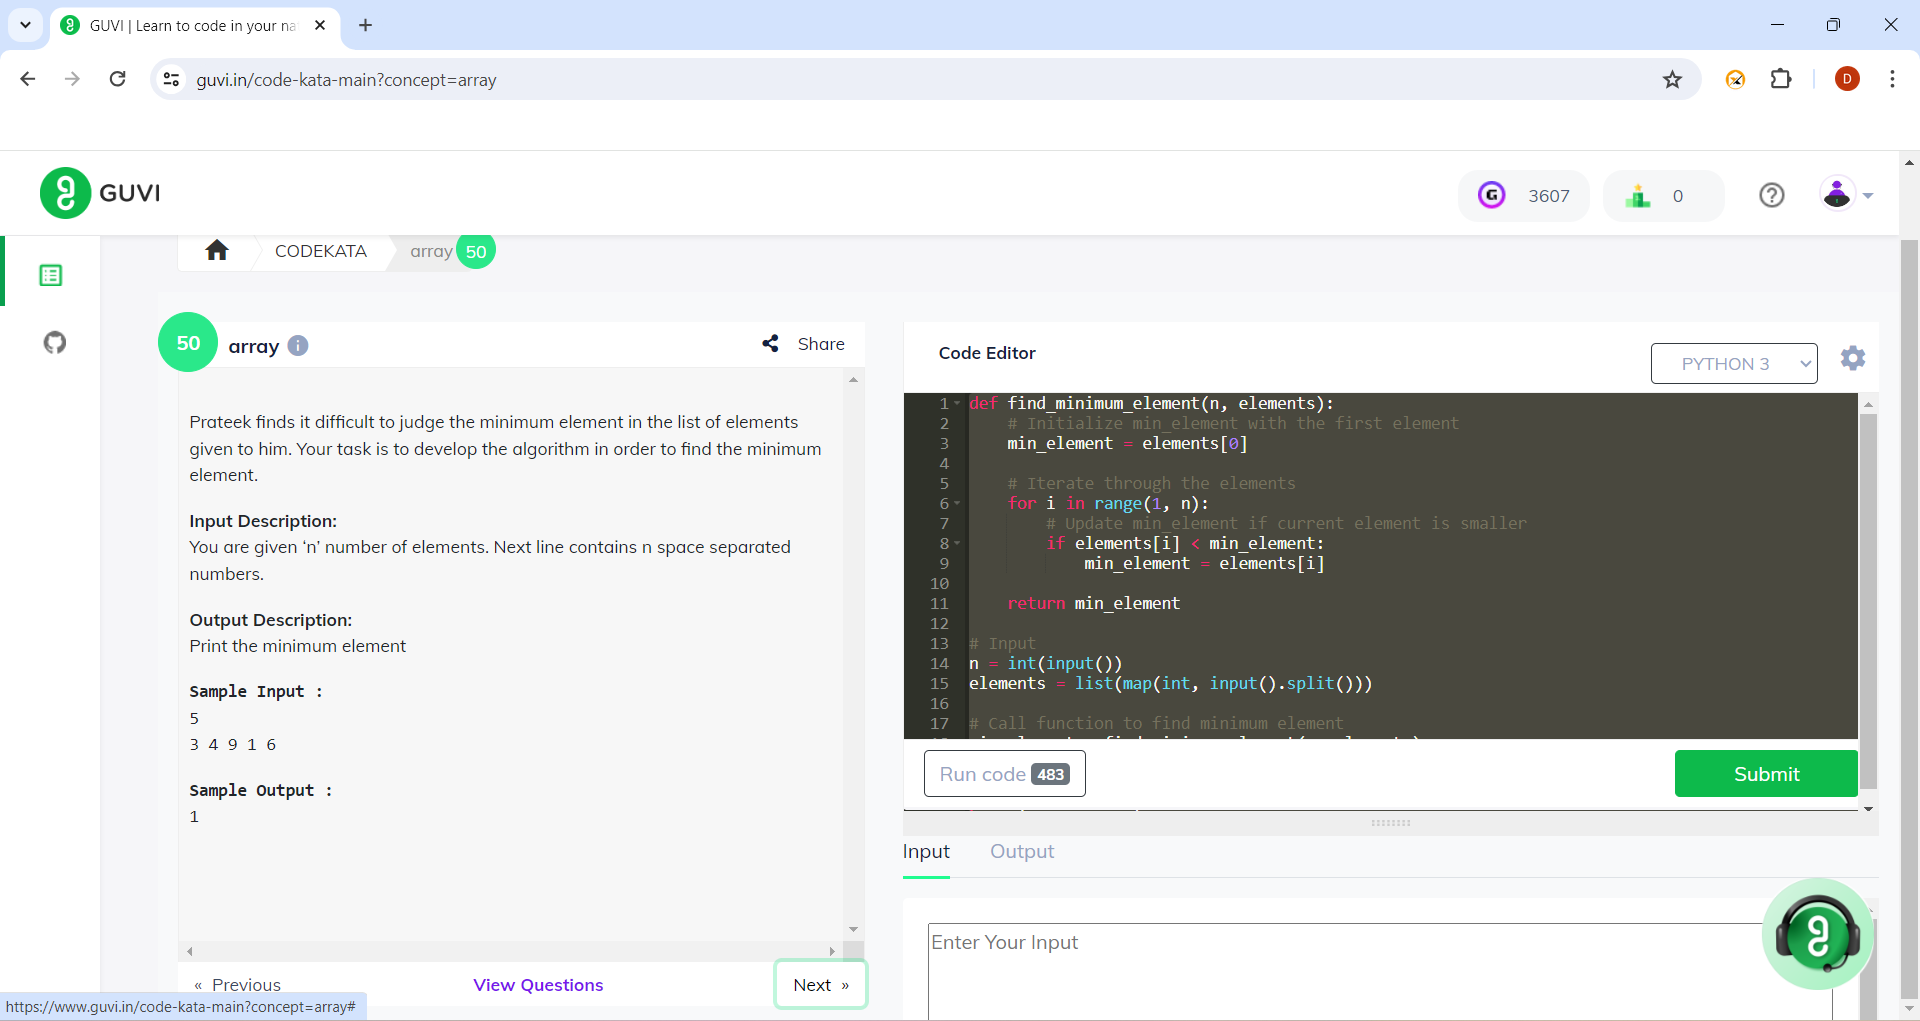 GUVI | Learn to code in your na
guvi.in/code-kata-main?concept=array
D
GUVI
G
3607
0
CODEKATA
array 50
50
array
Share
Prateek finds it difficult to judge the minimum element in the list of elements
given to him. Your task is to develop the algorithm in order to find the minimum
element.
Input Description:
You are given ‘n’ number of elements. Next line contains n space separated
numbers.
Output Description:
Print the minimum element
Sample Input :
5
3 4 9 1 6
Sample Output :
1
« Previous
View Questions
Next »
https://www.guvi.in/code-kata-main?concept=array#
Code Editor
PYTHON 3
1 def find_minimum_element(n, elements):
2 # Initialize min_element with the first element
3 min_element = elements[0]
4
5 # Iterate through the elements
6 for i in range(1, n):
7 # Update min_element if current element is smaller
8 if elements[i] < min_element:
9 min_element = elements[i]
10
11 return min_element
12
13 # Input
14 n = int(input())
15 elements = list(map(int, input().split()))
16
17 # Call function to find minimum element
Run code 483
Submit
Input
Output
Enter Your Input